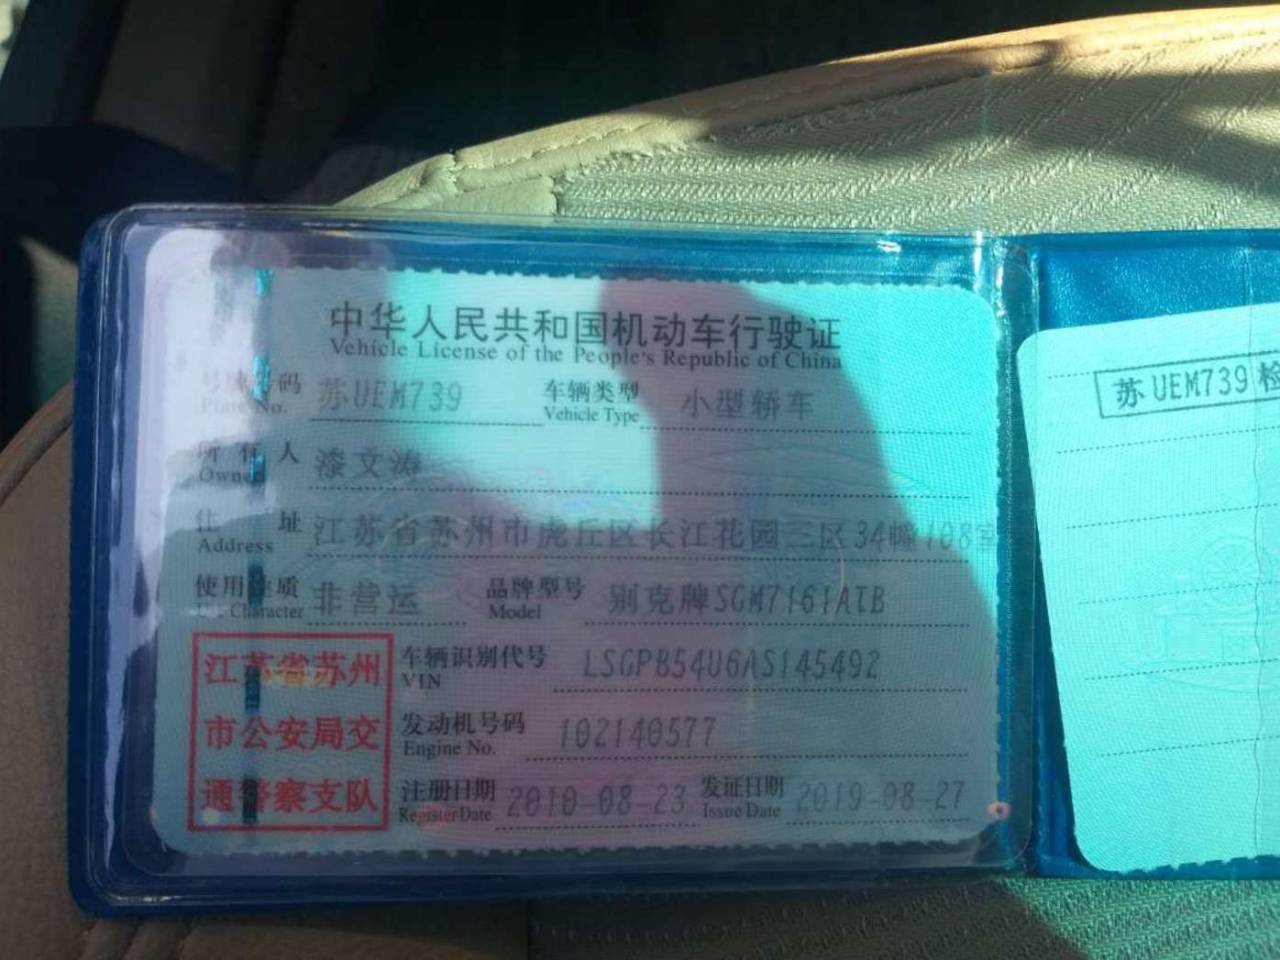 中华人民共和国机动车行驶证
Vehicle License of the People's Republic of China
号牌号码 苏UEM739 车辆类型 小型轿车
Plate No. Vehicle Type
所有人 漆文涛
Owner
住址 江苏省苏州市虎丘区长江花园三区34幢108室
Address
使用性质 非营运 品牌型号 别克牌SGM7161ATB
Use Character Model
江苏省苏州
市公安局交
通警察支队
车辆识别代号 LSGPB54U6AS145492
VIN
发动机号码 102140577
Engine No.
注册日期 2010-08-23 发证日期 2019-08-27
Register Date Issue Date
苏UEM739 检